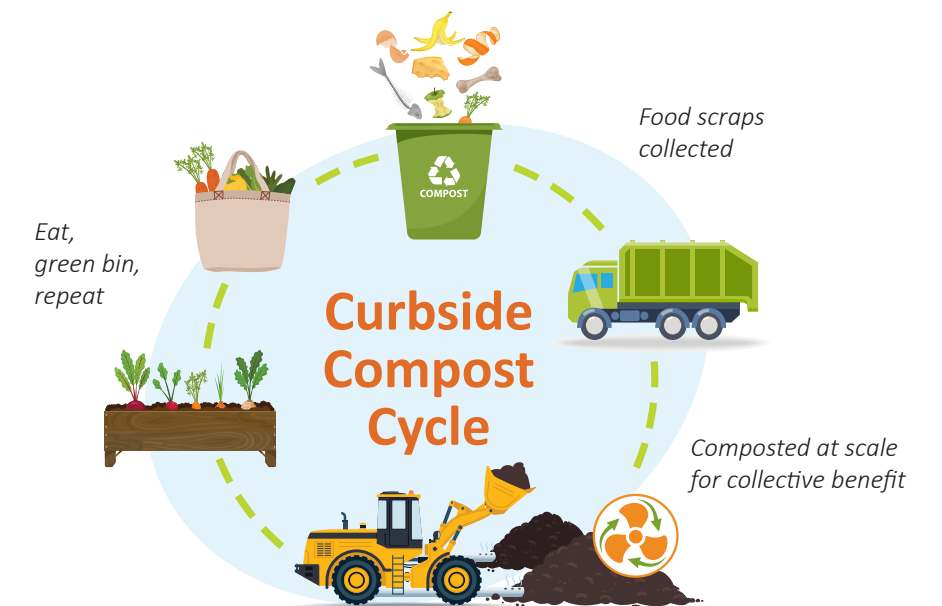 COMPOST
Food scraps
collected
Eat,
green bin,
repeat
Curbside
Compost
Cycle
Composted at scale
for collective benefit